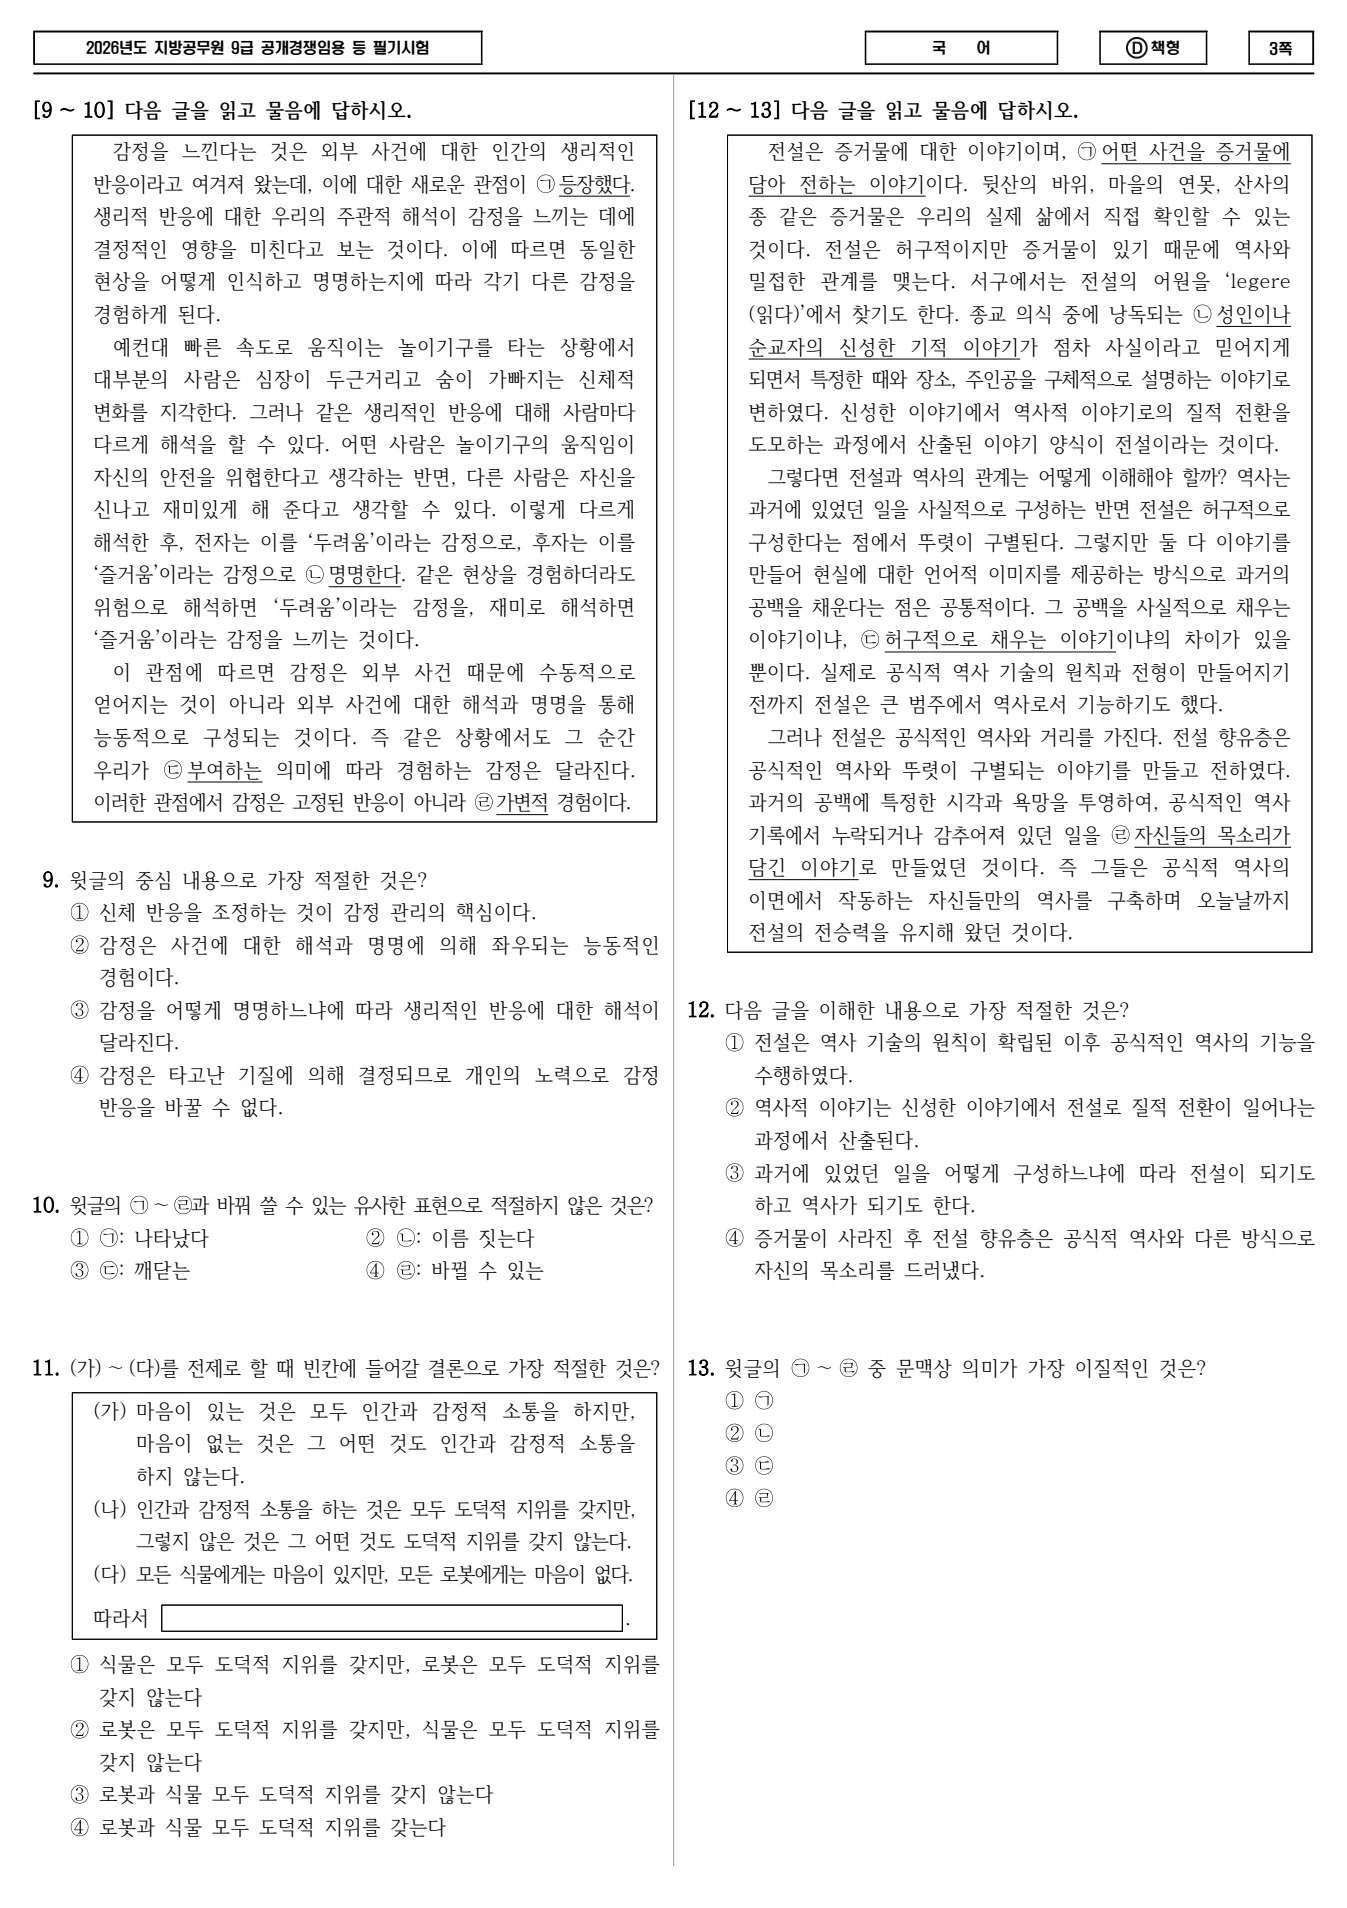 2026년도 지방공무원 9급 공개경쟁임용 등 필기시험
국 어
Ⓓ책형
3쪽
[9 ~ 10] 다음 글을 읽고 물음에 답하시오.
감정을 느낀다는 것은 외부 사건에 대한 인간의 생리적인
반응이라고 여겨져 왔는데, 이에 대한 새로운 관점이 ㉠등장했다.
생리적 반응에 대한 우리의 주관적 해석이 감정을 느끼는 데에
결정적인 영향을 미친다고 보는 것이다. 이에 따르면 동일한
현상을 어떻게 인식하고 명명하는지에 따라 각기 다른 감정을
경험하게 된다.
예컨대 빠른 속도로 움직이는 놀이기구를 타는 상황에서
대부분의 사람은 심장이 두근거리고 숨이 가빠지는 신체적
변화를 지각한다. 그러나 같은 생리적인 반응에 대해 사람마다
다르게 해석을 할 수 있다. 어떤 사람은 놀이기구의 움직임이
자신의 안전을 위협한다고 생각하는 반면, 다른 사람은 자신을
신나고 재미있게 해 준다고 생각할 수 있다. 이렇게 다르게
해석한 후, 전자는 이를 ‘두려움’이라는 감정으로, 후자는 이를
‘즐거움’이라는 감정으로 ㉡명명한다. 같은 현상을 경험하더라도
위험으로 해석하면 ‘두려움’이라는 감정을, 재미로 해석하면
‘즐거움’이라는 감정을 느끼는 것이다.
이 관점에 따르면 감정은 외부 사건 때문에 수동적으로
얻어지는 것이 아니라 외부 사건에 대한 해석과 명명을 통해
능동적으로 구성되는 것이다. 즉 같은 상황에서도 그 순간
우리가 ㉢부여하는 의미에 따라 경험하는 감정은 달라진다.
이러한 관점에서 감정은 고정된 반응이 아니라 ㉣가변적 경험이다.
9. 윗글의 중심 내용으로 가장 적절한 것은?
① 신체 반응을 조정하는 것이 감정 관리의 핵심이다.
② 감정은 사건에 대한 해석과 명명에 의해 좌우되는 능동적인
경험이다.
③ 감정을 어떻게 명명하느냐에 따라 생리적인 반응에 대한 해석이
달라진다.
④ 감정은 타고난 기질에 의해 결정되므로 개인의 노력으로 감정
반응을 바꿀 수 없다.
10. 윗글의 ㉠ ~ ㉣과 바꿔 쓸 수 있는 유사한 표현으로 적절하지 않은 것은?
① ㉠: 나타났다 ② ㉡: 이름 짓는다
③ ㉢: 깨닫는 ④ ㉣: 바뀔 수 있는
11. (가) ~ (다)를 전제로 할 때 빈칸에 들어갈 결론으로 가장 적절한 것은?
(가) 마음이 있는 것은 모두 인간과 감정적 소통을 하지만,
마음이 없는 것은 그 어떤 것도 인간과 감정적 소통을
하지 않는다.
(나) 인간과 감정적 소통을 하는 것은 모두 도덕적 지위를 갖지만,
그렇지 않은 것은 그 어떤 것도 도덕적 지위를 갖지 않는다.
(다) 모든 식물에게는 마음이 있지만, 모든 로봇에게는 마음이 없다.
따라서 .
① 식물은 모두 도덕적 지위를 갖지만, 로봇은 모두 도덕적 지위를
갖지 않는다
② 로봇은 모두 도덕적 지위를 갖지만, 식물은 모두 도덕적 지위를
갖지 않는다
③ 로봇과 식물 모두 도덕적 지위를 갖지 않는다
④ 로봇과 식물 모두 도덕적 지위를 갖는다
[12 ~ 13] 다음 글을 읽고 물음에 답하시오.
전설은 증거물에 대한 이야기이며, ㉠어떤 사건을 증거물에
담아 전하는 이야기이다. 뒷산의 바위, 마을의 연못, 산사의
종 같은 증거물은 우리의 실제 삶에서 직접 확인할 수 있는
것이다. 전설은 허구적이지만 증거물이 있기 때문에 역사와
밀접한 관계를 맺는다. 서구에서는 전설의 어원을 ‘legere
(읽다)’에서 찾기도 한다. 종교 의식 중에 낭독되는 ㉡성인이나
순교자의 신성한 기적 이야기가 점차 사실이라고 믿어지게
되면서 특정한 때와 장소, 주인공을 구체적으로 설명하는 이야기로
변하였다. 신성한 이야기에서 역사적 이야기로의 질적 전환을
도모하는 과정에서 산출된 이야기 양식이 전설이라는 것이다.
그렇다면 전설과 역사의 관계는 어떻게 이해해야 할까? 역사는
과거에 있었던 일을 사실적으로 구성하는 반면 전설은 허구적으로
구성한다는 점에서 뚜렷이 구별된다. 그렇지만 둘 다 이야기를
만들어 현실에 대한 언어적 이미지를 제공하는 방식으로 과거의
공백을 채운다는 점은 공통적이다. 그 공백을 사실적으로 채우는
이야기이냐, ㉢허구적으로 채우는 이야기이냐의 차이가 있을
뿐이다. 실제로 공식적 역사 기술의 원칙과 전형이 만들어지기
전까지 전설은 큰 범주에서 역사로서 기능하기도 했다.
그러나 전설은 공식적인 역사와 거리를 가진다. 전설 향유층은
공식적인 역사와 뚜렷이 구별되는 이야기를 만들고 전하였다.
과거의 공백에 특정한 시각과 욕망을 투영하여, 공식적인 역사
기록에서 누락되거나 감추어져 있던 일을 ㉣자신들의 목소리가
담긴 이야기로 만들었던 것이다. 즉 그들은 공식적 역사의
이면에서 작동하는 자신들만의 역사를 구축하며 오늘날까지
전설의 전승력을 유지해 왔던 것이다.
12. 다음 글을 이해한 내용으로 가장 적절한 것은?
① 전설은 역사 기술의 원칙이 확립된 이후 공식적인 역사의 기능을
수행하였다.
② 역사적 이야기는 신성한 이야기에서 전설로 질적 전환이 일어나는
과정에서 산출된다.
③ 과거에 있었던 일을 어떻게 구성하느냐에 따라 전설이 되기도
하고 역사가 되기도 한다.
④ 증거물이 사라진 후 전설 향유층은 공식적 역사와 다른 방식으로
자신의 목소리를 드러냈다.
13. 윗글의 ㉠ ~ ㉣ 중 문맥상 의미가 가장 이질적인 것은?
① ㉠
② ㉡
③ ㉢
④ ㉣